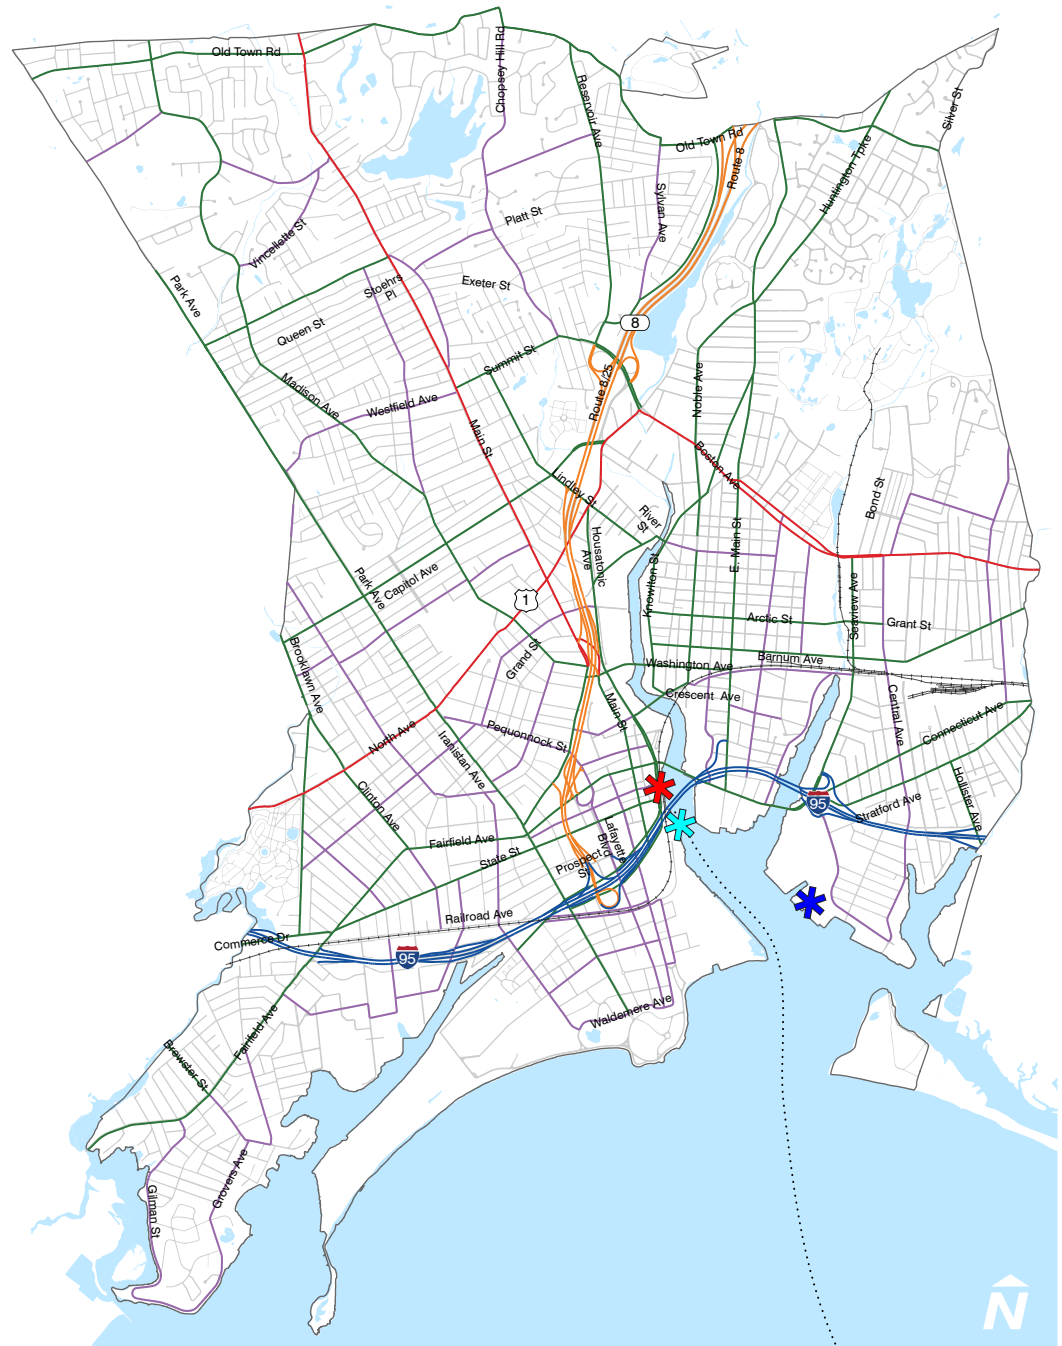 Old Town Rd
Chopsey Hill Rd
Reservoir Ave
Silver St
Old Town Rd
Route 8
Huntington Tpke
Sylvan Ave
Platt St
Vincellette St
Park Ave
Stoehrs
Pl
Exeter St
8
Queen St
Summit St
Madison Ave
Westfield Ave
Route 8/25
Noble Ave
Main St
Boston Ave
Lindley St
River
St
Bond St
Housatonic
Ave
E. Main St
Park Ave
Capitol Ave
Knowlton St
Seaview Ave
1
Arctic St
Grant St
Grand St
Brooklawn Ave
Washington Ave
Barnum Ave
Crescent Ave
Central Ave
Main St
Connecticut Ave
North Ave
Pequonnock St
Iranistan Ave
Clinton Ave
Hollister Ave
95
Stratford Ave
Fairfield Ave
Lafayette
Blvd
State St
Prospect
St
Railroad Ave
Commerce Dr
95
Waldemere Ave
Fairfield Ave
Brewster St
Grovers Ave
Gilman St
N